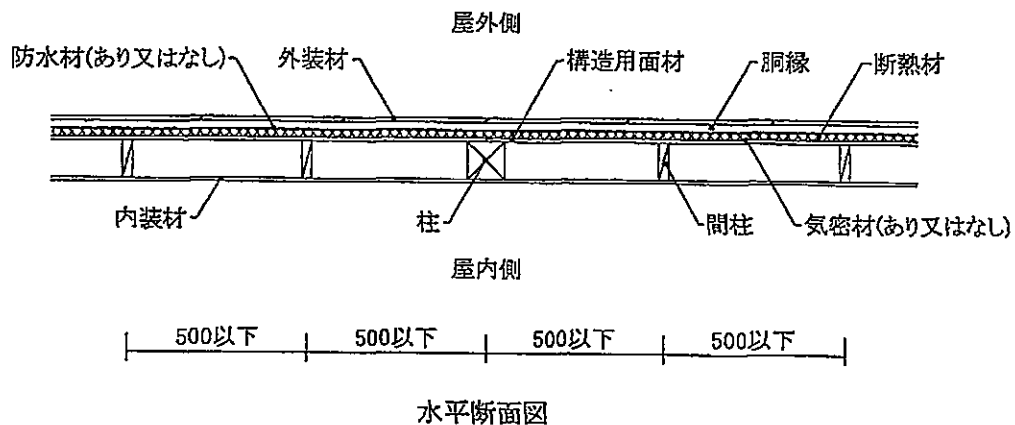 屋外側
防水材(あり又はなし)
外装材
構造用面材
胴縁
断熱材
内装材
柱
間柱
気密材(あり又はなし)
屋内側
500以下 500以下 500以下 500以下
水平断面図